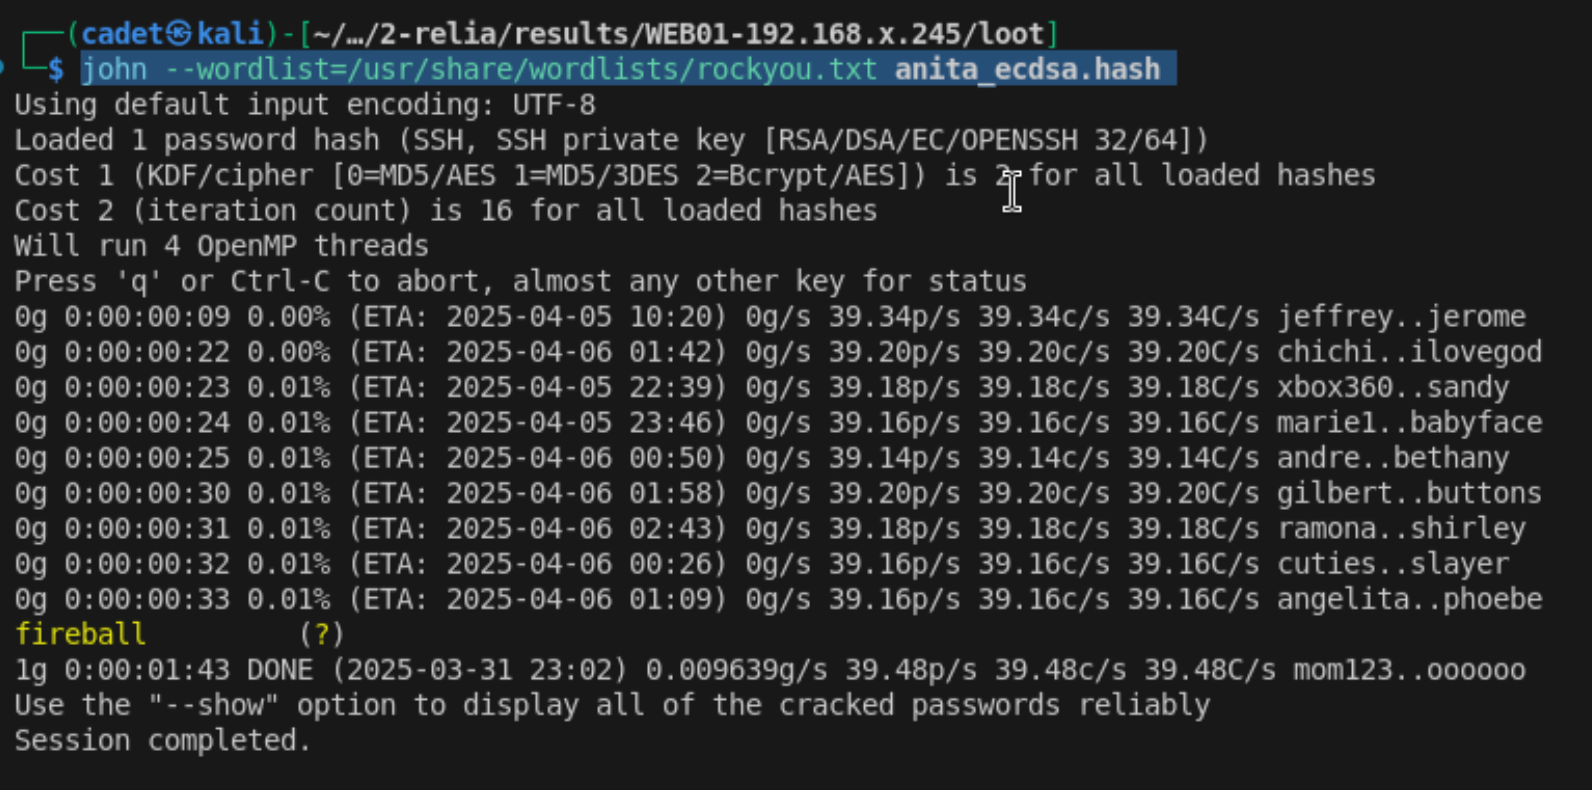 ┌──(cadet㉿kali)-[~/…/2-relia/results/WEB01-192.168.x.245/loot]
└─$ john --wordlist=/usr/share/wordlists/rockyou.txt anita_ecdsa.hash
Using default input encoding: UTF-8
Loaded 1 password hash (SSH, SSH private key [RSA/DSA/EC/OPENSSH 32/64])
Cost 1 (KDF/cipher [0=MD5/AES 1=MD5/3DES 2=Bcrypt/AES]) is 2 for all loaded hashes
Cost 2 (iteration count) is 16 for all loaded hashes
Will run 4 OpenMP threads
Press 'q' or Ctrl-C to abort, almost any other key for status
0g 0:00:00:09 0.00% (ETA: 2025-04-05 10:20) 0g/s 39.34p/s 39.34c/s 39.34C/s jeffrey..jerome
0g 0:00:00:22 0.00% (ETA: 2025-04-06 01:42) 0g/s 39.20p/s 39.20c/s 39.20C/s chichi..ilovegod
0g 0:00:00:23 0.01% (ETA: 2025-04-05 22:39) 0g/s 39.18p/s 39.18c/s 39.18C/s xbox360..sandy
0g 0:00:00:24 0.01% (ETA: 2025-04-05 23:46) 0g/s 39.16p/s 39.16c/s 39.16C/s marie1..babyface
0g 0:00:00:25 0.01% (ETA: 2025-04-06 00:50) 0g/s 39.14p/s 39.14c/s 39.14C/s andre..bethany
0g 0:00:00:30 0.01% (ETA: 2025-04-06 01:58) 0g/s 39.20p/s 39.20c/s 39.20C/s gilbert..buttons
0g 0:00:00:31 0.01% (ETA: 2025-04-06 02:43) 0g/s 39.18p/s 39.18c/s 39.18C/s ramona..shirley
0g 0:00:00:32 0.01% (ETA: 2025-04-06 00:26) 0g/s 39.16p/s 39.16c/s 39.16C/s cuties..slayer
0g 0:00:00:33 0.01% (ETA: 2025-04-06 01:09) 0g/s 39.16p/s 39.16c/s 39.16C/s angelita..phoebe
fireball         (?)
1g 0:00:01:43 DONE (2025-03-31 23:02) 0.009639g/s 39.48p/s 39.48c/s 39.48C/s mom123..oooooo
Use the "--show" option to display all of the cracked passwords reliably
Session completed.